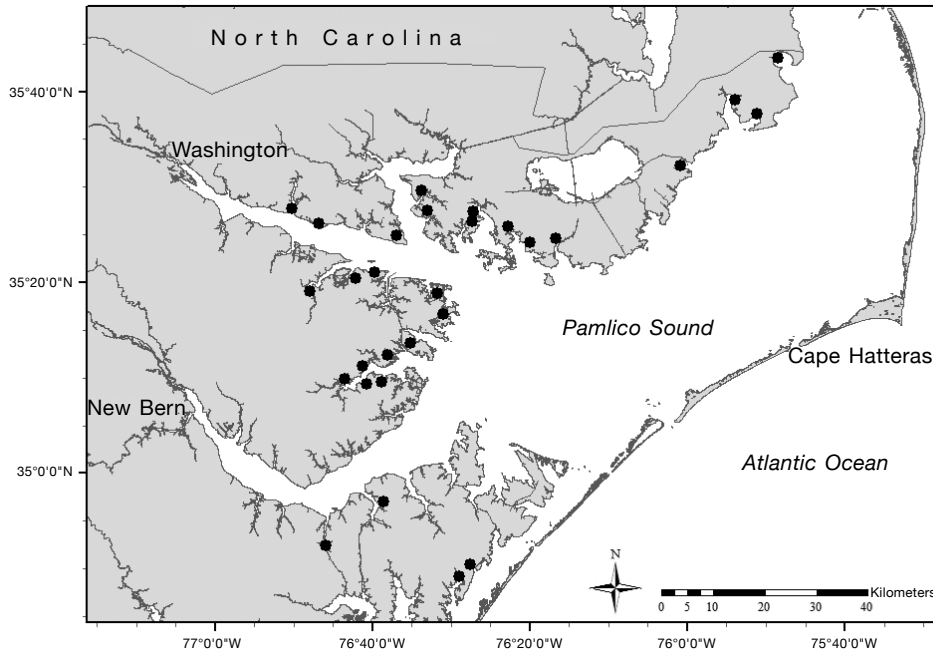 North Carolina
35°40'0"N
Washington
35°20'0"N
Pamlico Sound
Cape Hatteras
New Bern
35°0'0"N
Atlantic Ocean
N
Kilometers
0 5 10 20 30 40
77°0'0"W 76°40'0"W 76°20'0"W 76°0'0"W 75°40'0"W